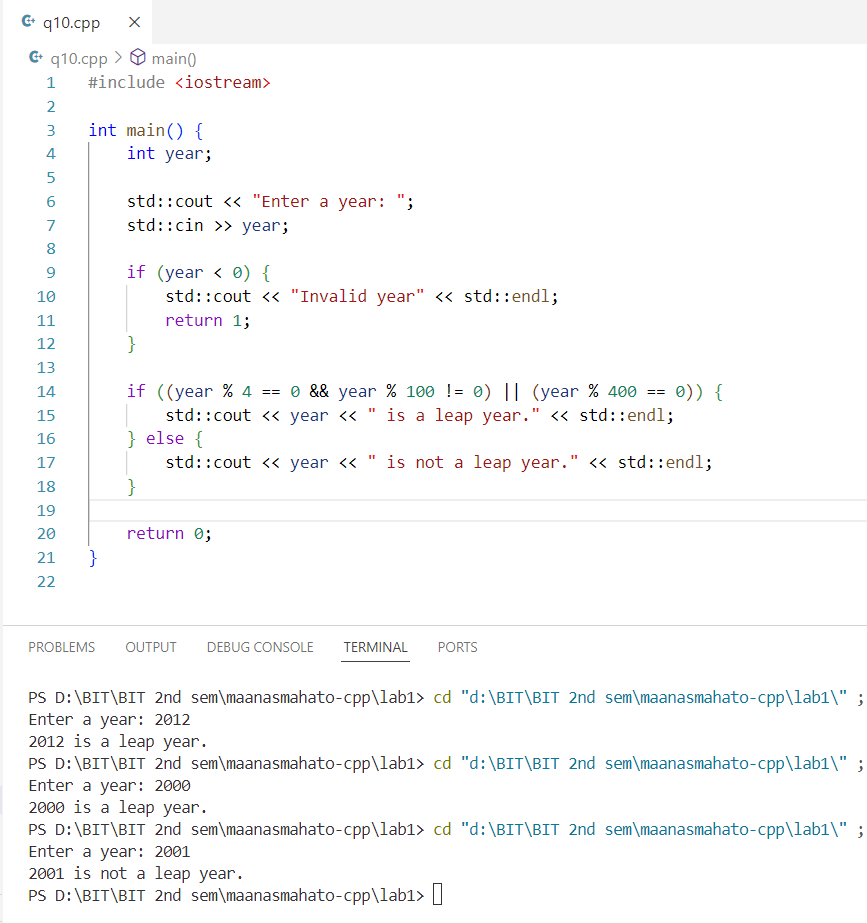 q10.cpp
q10.cpp > main()
1 #include <iostream>
2
3 int main() {
4     int year;
5
6     std::cout << "Enter a year: ";
7     std::cin >> year;
8
9     if (year < 0) {
10         std::cout << "Invalid year" << std::endl;
11         return 1;
12     }
13
14     if ((year % 4 == 0 && year % 100 != 0) || (year % 400 == 0)) {
15         std::cout << year << " is a leap year." << std::endl;
16     } else {
17         std::cout << year << " is not a leap year." << std::endl;
18     }
19
20     return 0;
21 }
22
PROBLEMS OUTPUT DEBUG CONSOLE TERMINAL PORTS
PS D:\BIT\BIT 2nd sem\maanasmahato-cpp\lab1> cd "d:\BIT\BIT 2nd sem\maanasmahato-cpp\lab1\" ;
Enter a year: 2012
2012 is a leap year.
PS D:\BIT\BIT 2nd sem\maanasmahato-cpp\lab1> cd "d:\BIT\BIT 2nd sem\maanasmahato-cpp\lab1\" ;
Enter a year: 2000
2000 is a leap year.
PS D:\BIT\BIT 2nd sem\maanasmahato-cpp\lab1> cd "d:\BIT\BIT 2nd sem\maanasmahato-cpp\lab1\" ;
Enter a year: 2001
2001 is not a leap year.
PS D:\BIT\BIT 2nd sem\maanasmahato-cpp\lab1>